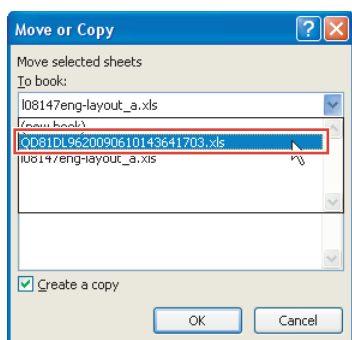 Move or Copy
Move selected sheets
To book:
l08147eng-layout_a.xls
(new book)
QD81DL9620090610143641703.xls
l08147eng-layout_a.xls
Create a copy
OK Cancel